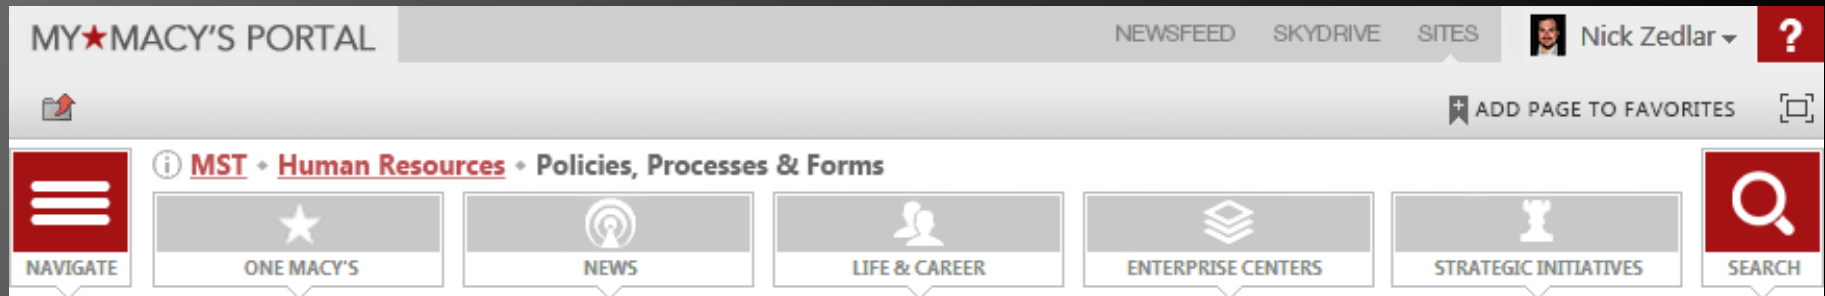 MY★MACY'S PORTAL NEWSFEED SKYDRIVE SITES Nick Zedlar ?
ADD PAGE TO FAVORITES
MST • Human Resources • Policies, Processes & Forms
NAVIGATE ONE MACY'S NEWS LIFE & CAREER ENTERPRISE CENTERS STRATEGIC INITIATIVES SEARCH